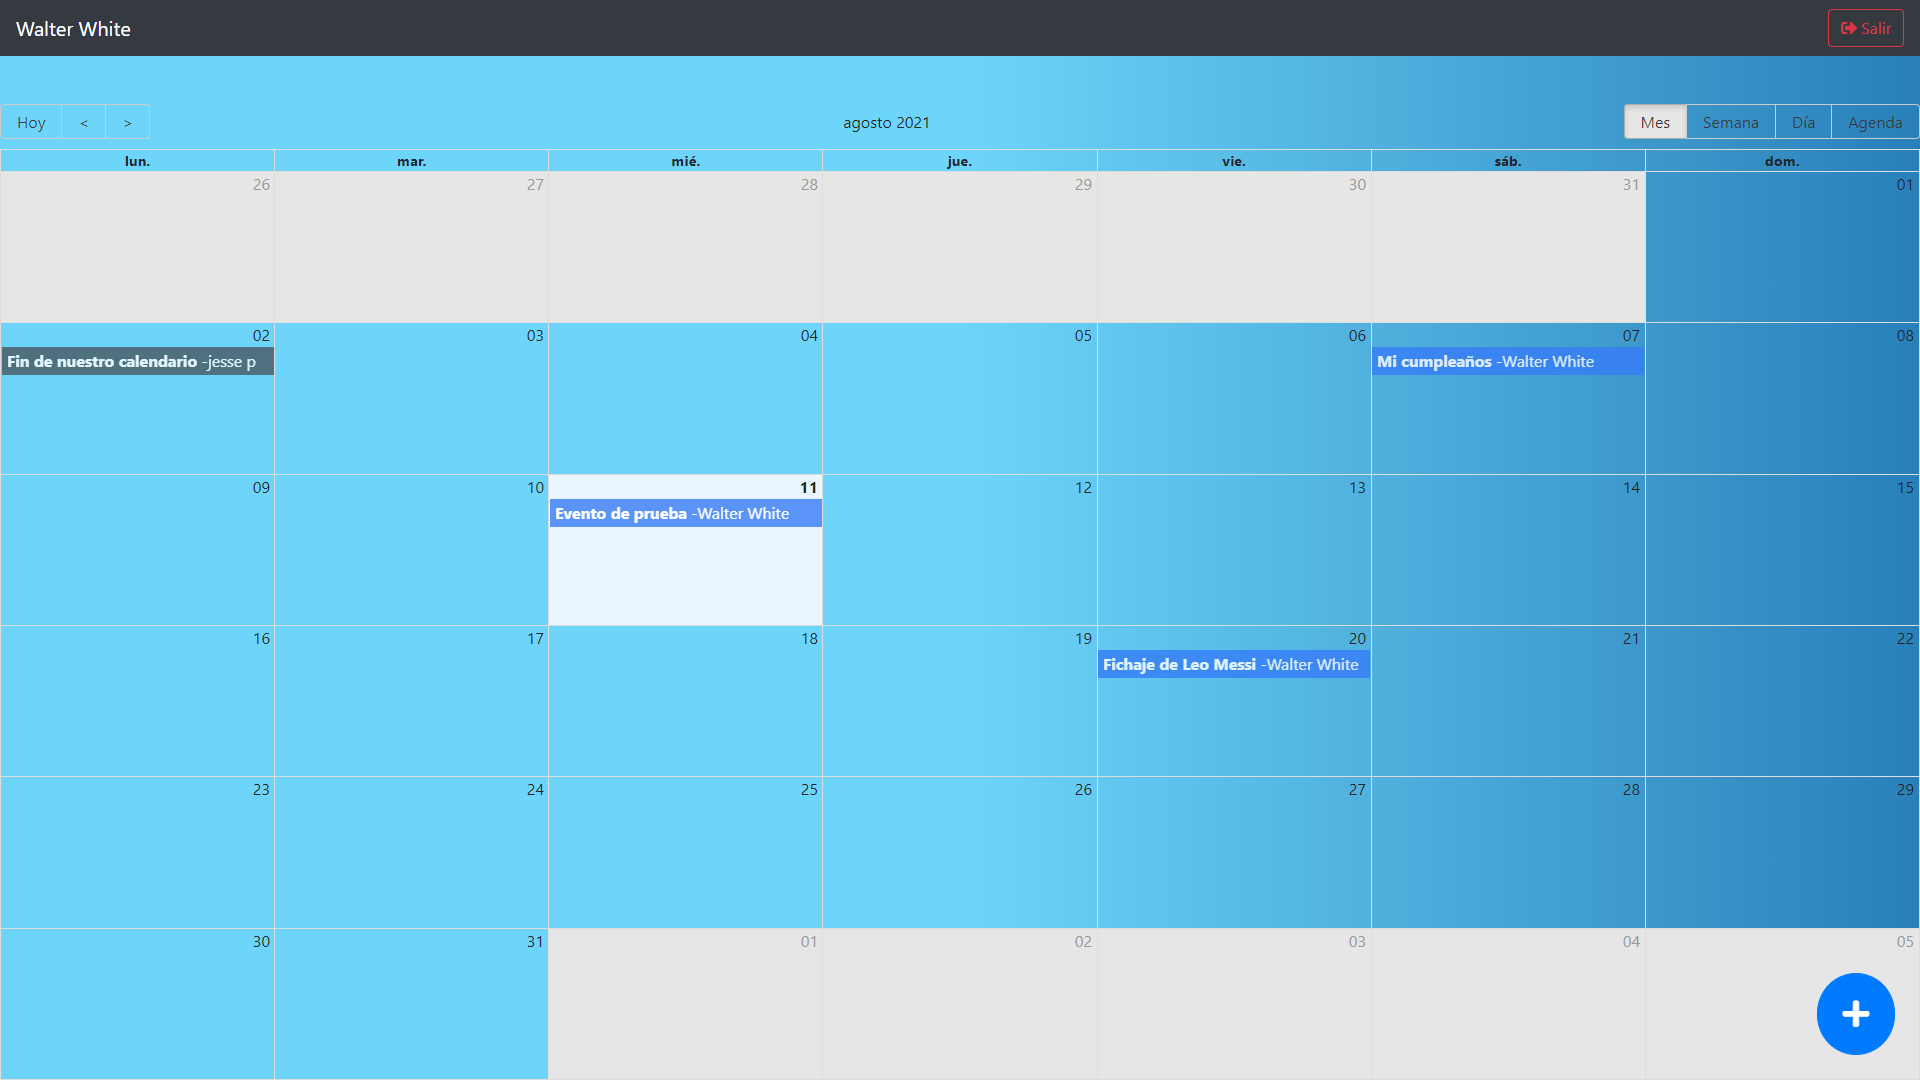 Walter White
Salir
Hoy < > agosto 2021 Mes Semana Día Agenda
lun. mar. mié. jue. vie. sáb. dom.
26 27 28 29 30 31 01
02 03 04 05 06 07 08
Fin de nuestro calendario -jesse p
Mi cumpleaños -Walter White
09 10 11 12 13 14 15
Evento de prueba -Walter White
16 17 18 19 20 21 22
Fichaje de Leo Messi -Walter White
23 24 25 26 27 28 29
30 31 01 02 03 04 05